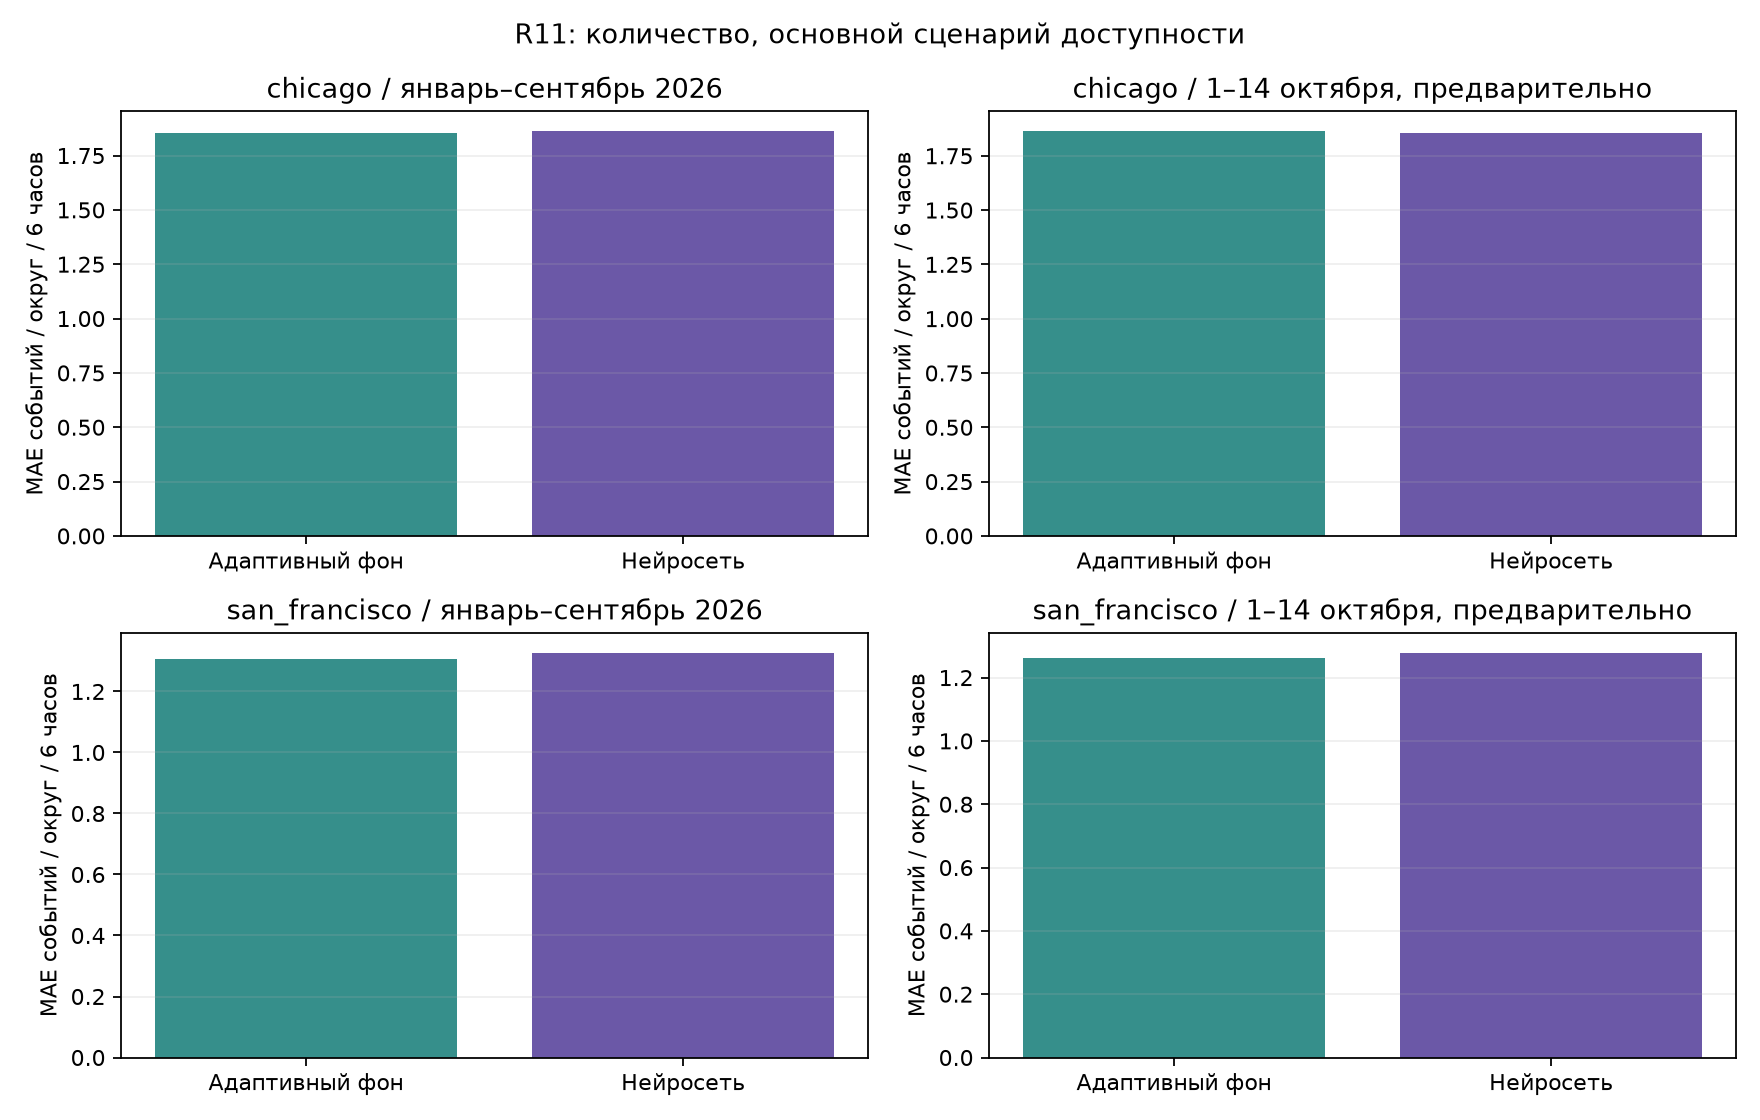 R11: количество, основной сценарий доступности
chicago / январь–сентябрь 2026
MAE событий / округ / 6 часов
1.75
1.50
1.25
1.00
0.75
0.50
0.25
0.00
Адаптивный фон
Нейросеть
chicago / 1–14 октября, предварительно
MAE событий / округ / 6 часов
1.75
1.50
1.25
1.00
0.75
0.50
0.25
0.00
Адаптивный фон
Нейросеть
san_francisco / январь–сентябрь 2026
MAE событий / округ / 6 часов
1.2
1.0
0.8
0.6
0.4
0.2
0.0
Адаптивный фон
Нейросеть
san_francisco / 1–14 октября, предварительно
MAE событий / округ / 6 часов
1.2
1.0
0.8
0.6
0.4
0.2
0.0
Адаптивный фон
Нейросеть